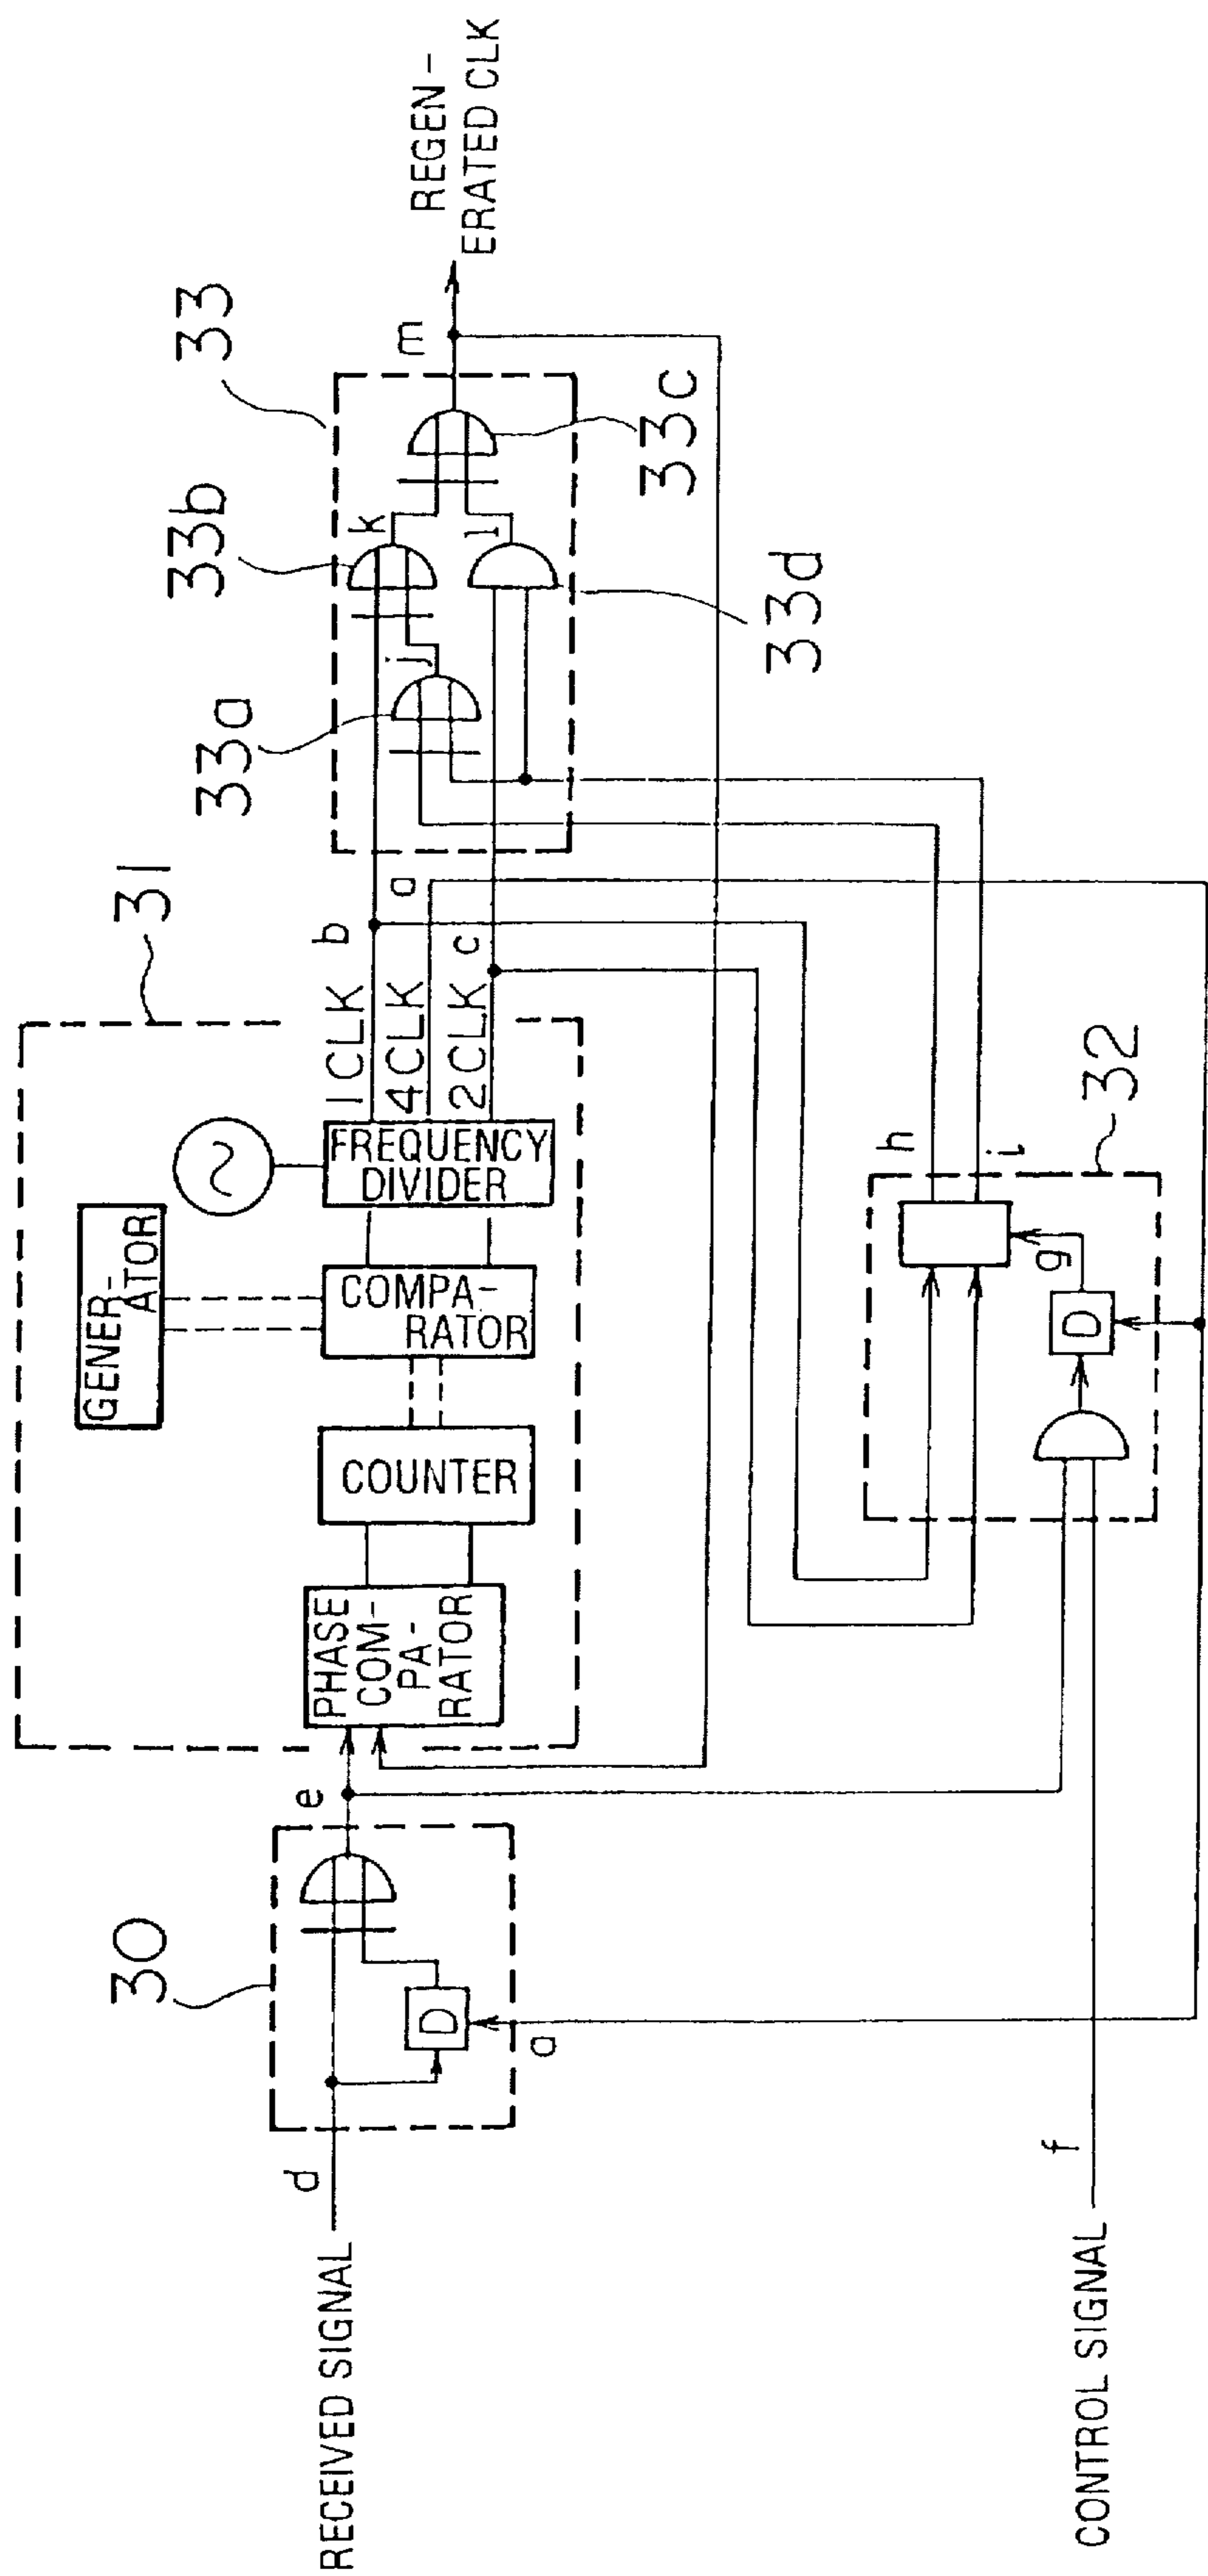 RECEIVED SIGNAL
d
30
D
a
e
31
PHASE
COM-
PA-
RATOR
COUNTER
COMPA-
RATOR
GENER-
ATOR
FREQUENCY
DIVIDER
1CLK
4CLK
2CLK
b
a
c
33
33a
33b
33c
33d
j
k
l
m
REGEN-
ERATED CLK
CONTROL SIGNAL
f
32
D
g
h
i